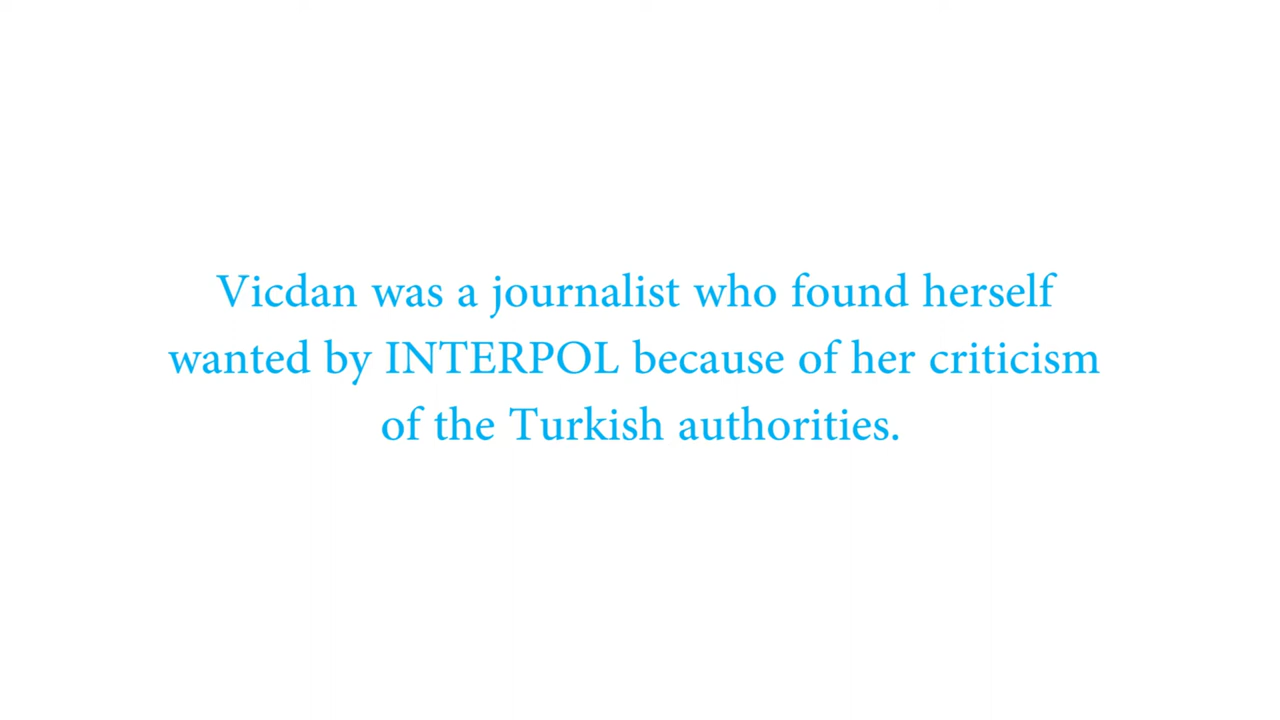 Vicdan was a journalist who found herself
wanted by INTERPOL because of her criticism
of the Turkish authorities.